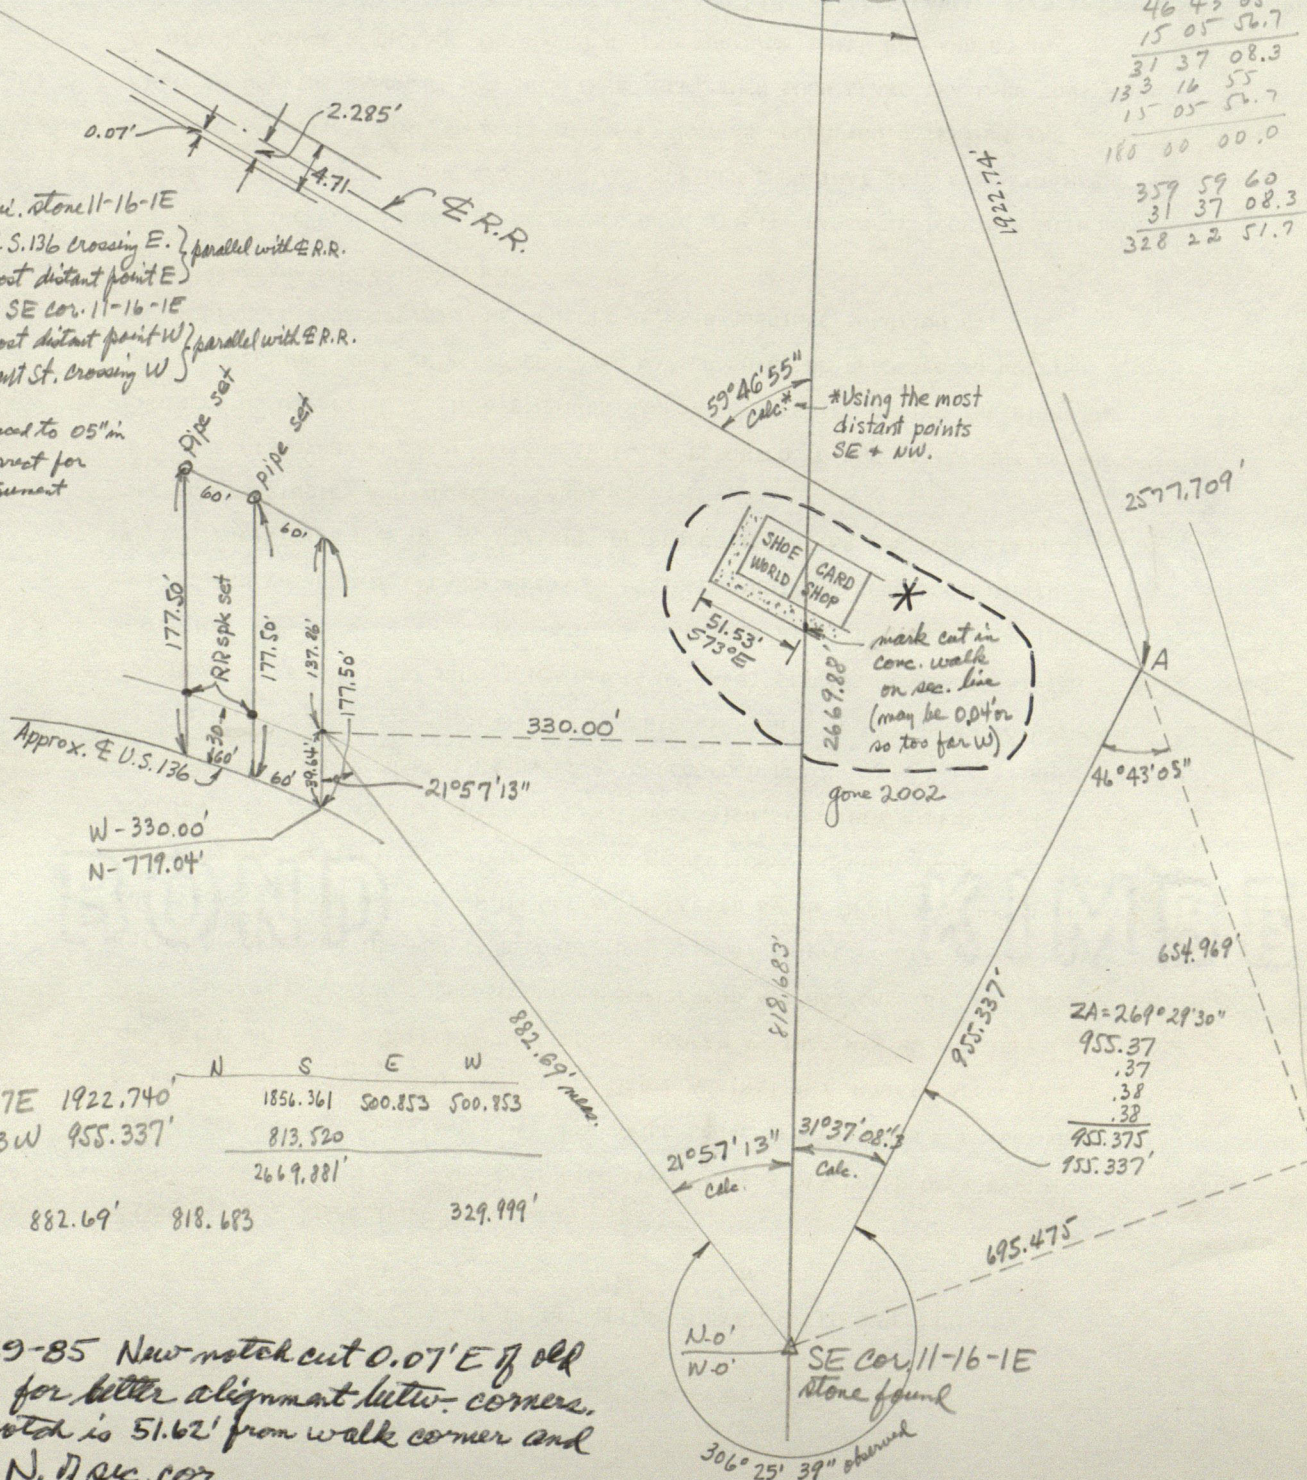 46 43 05
15 05 56.7
31 37 08.3
133 16 55
15 05 56.7
180 00 00.0
359 59 60
31 37 08.3
328 22 51.7
0.07'
2.285'
4.71
℄ R.R.
stone 11-16-1E
S.136 crossing E. } parallel with ℄ R.R.
distant point E
SE cor. 11-16-1E
distant point W } parallel with ℄ R.R.
St. crossing W
to 05" in
for
1922.74'
59°46'55"
Calc.*
*Using the most
distant points
SE + NW.
2577.709'
Pipe set
pipe set
60'
60'
177.50'
RR spk set
177.50'
137.86'
177.50'
SHOE
WORLD
CARD
SHOP
*
51.53'
S73°E
mark cut in
conc. walk
on sec. line
(may be 0.04' or
so too far W)
2669.88'
A
330.00'
Approx. ℄ U.S.136
30
60'
60'
39.64'
21°57'13"
46°43'05"
gone 2002
W-330.00'
N-779.04'
818.683'
654.969'
955.337'
ZA=269°29'30"
955.37
.37
.38
.38
955.375
955.337'
882.69' meas.
N S E W
7E 1922.740' 1856.361 500.853 500.853
3W 955.337' 813.520
2669.881'
882.69' 818.683 329.999'
21°57'13"
Calc.
31°37'08."3
Calc.
695.475
N-0'
W-0'
SE cor. 11-16-1E
stone found
306° 25' 39" observed
9-85 New notch cut 0.07' E of old
for better alignment betw. corners.
notch is 51.62' from walk corner and
N. of sec. cor.